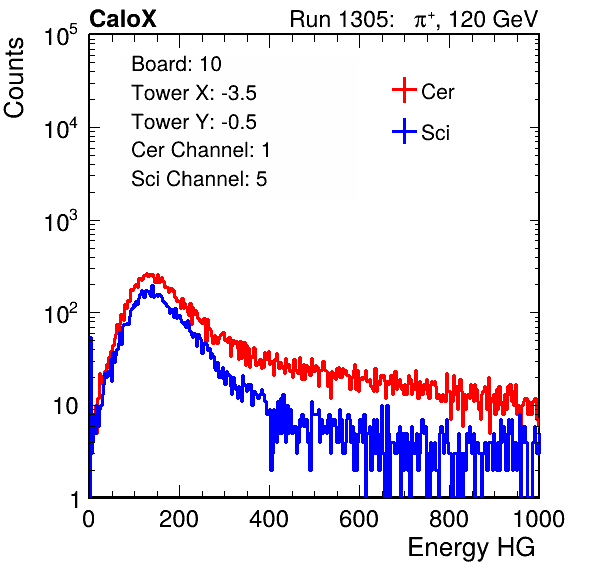 CaloX Run 1305: π⁺, 120 GeV
Counts
Board: 10
Tower X: -3.5
Tower Y: -0.5
Cer Channel: 1
Sci Channel: 5
Cer
Sci
10⁵
10⁴
10³
10²
10
1
0 200 400 600 800 1000
Energy HG